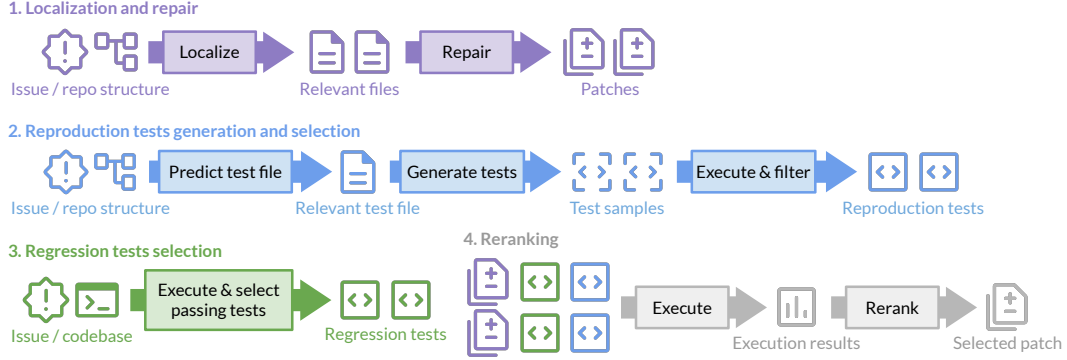 1. Localization and repair
Localize
Repair
Issue / repo structure
Relevant files
Patches
2. Reproduction tests generation and selection
Predict test file
Generate tests
Execute & filter
Issue / repo structure
Relevant test file
Test samples
Reproduction tests
3. Regression tests selection
Execute & select
passing tests
Issue / codebase
Regression tests
4. Reranking
Execute
Rerank
Execution results
Selected patch